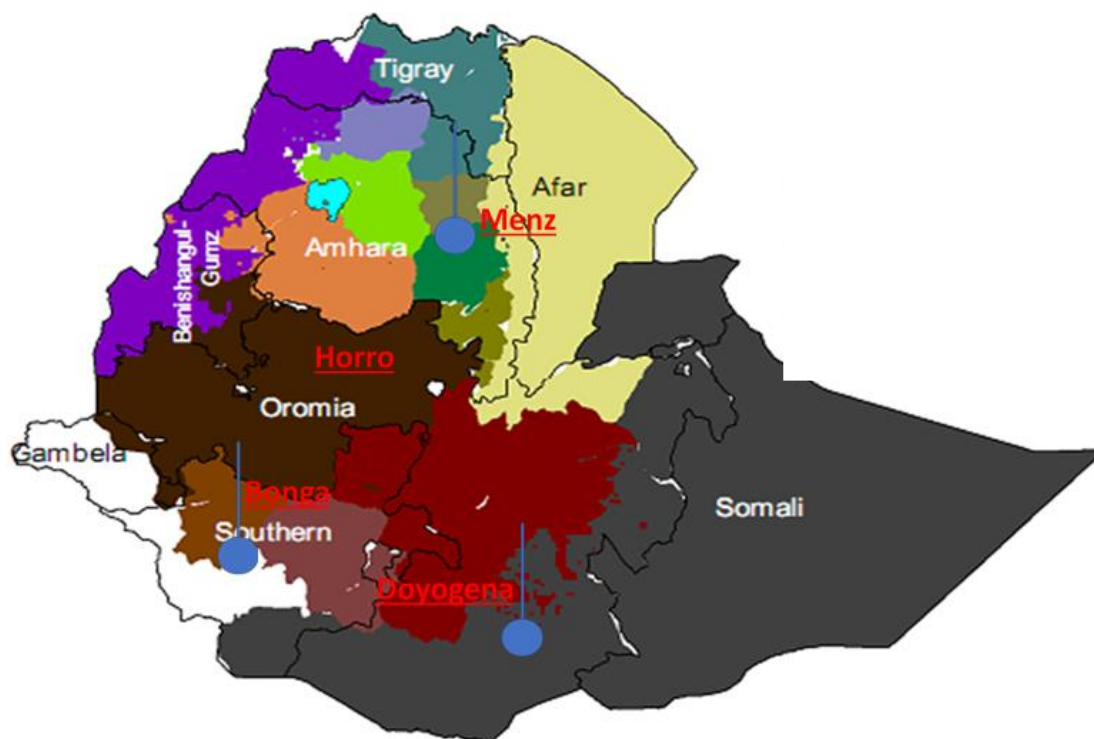 Tigray
Afar
Menz
Amhara
Benishangul-
Gumz
Horro
Oromia
Gambela
Bonga
Somali
Southern
Doyogena